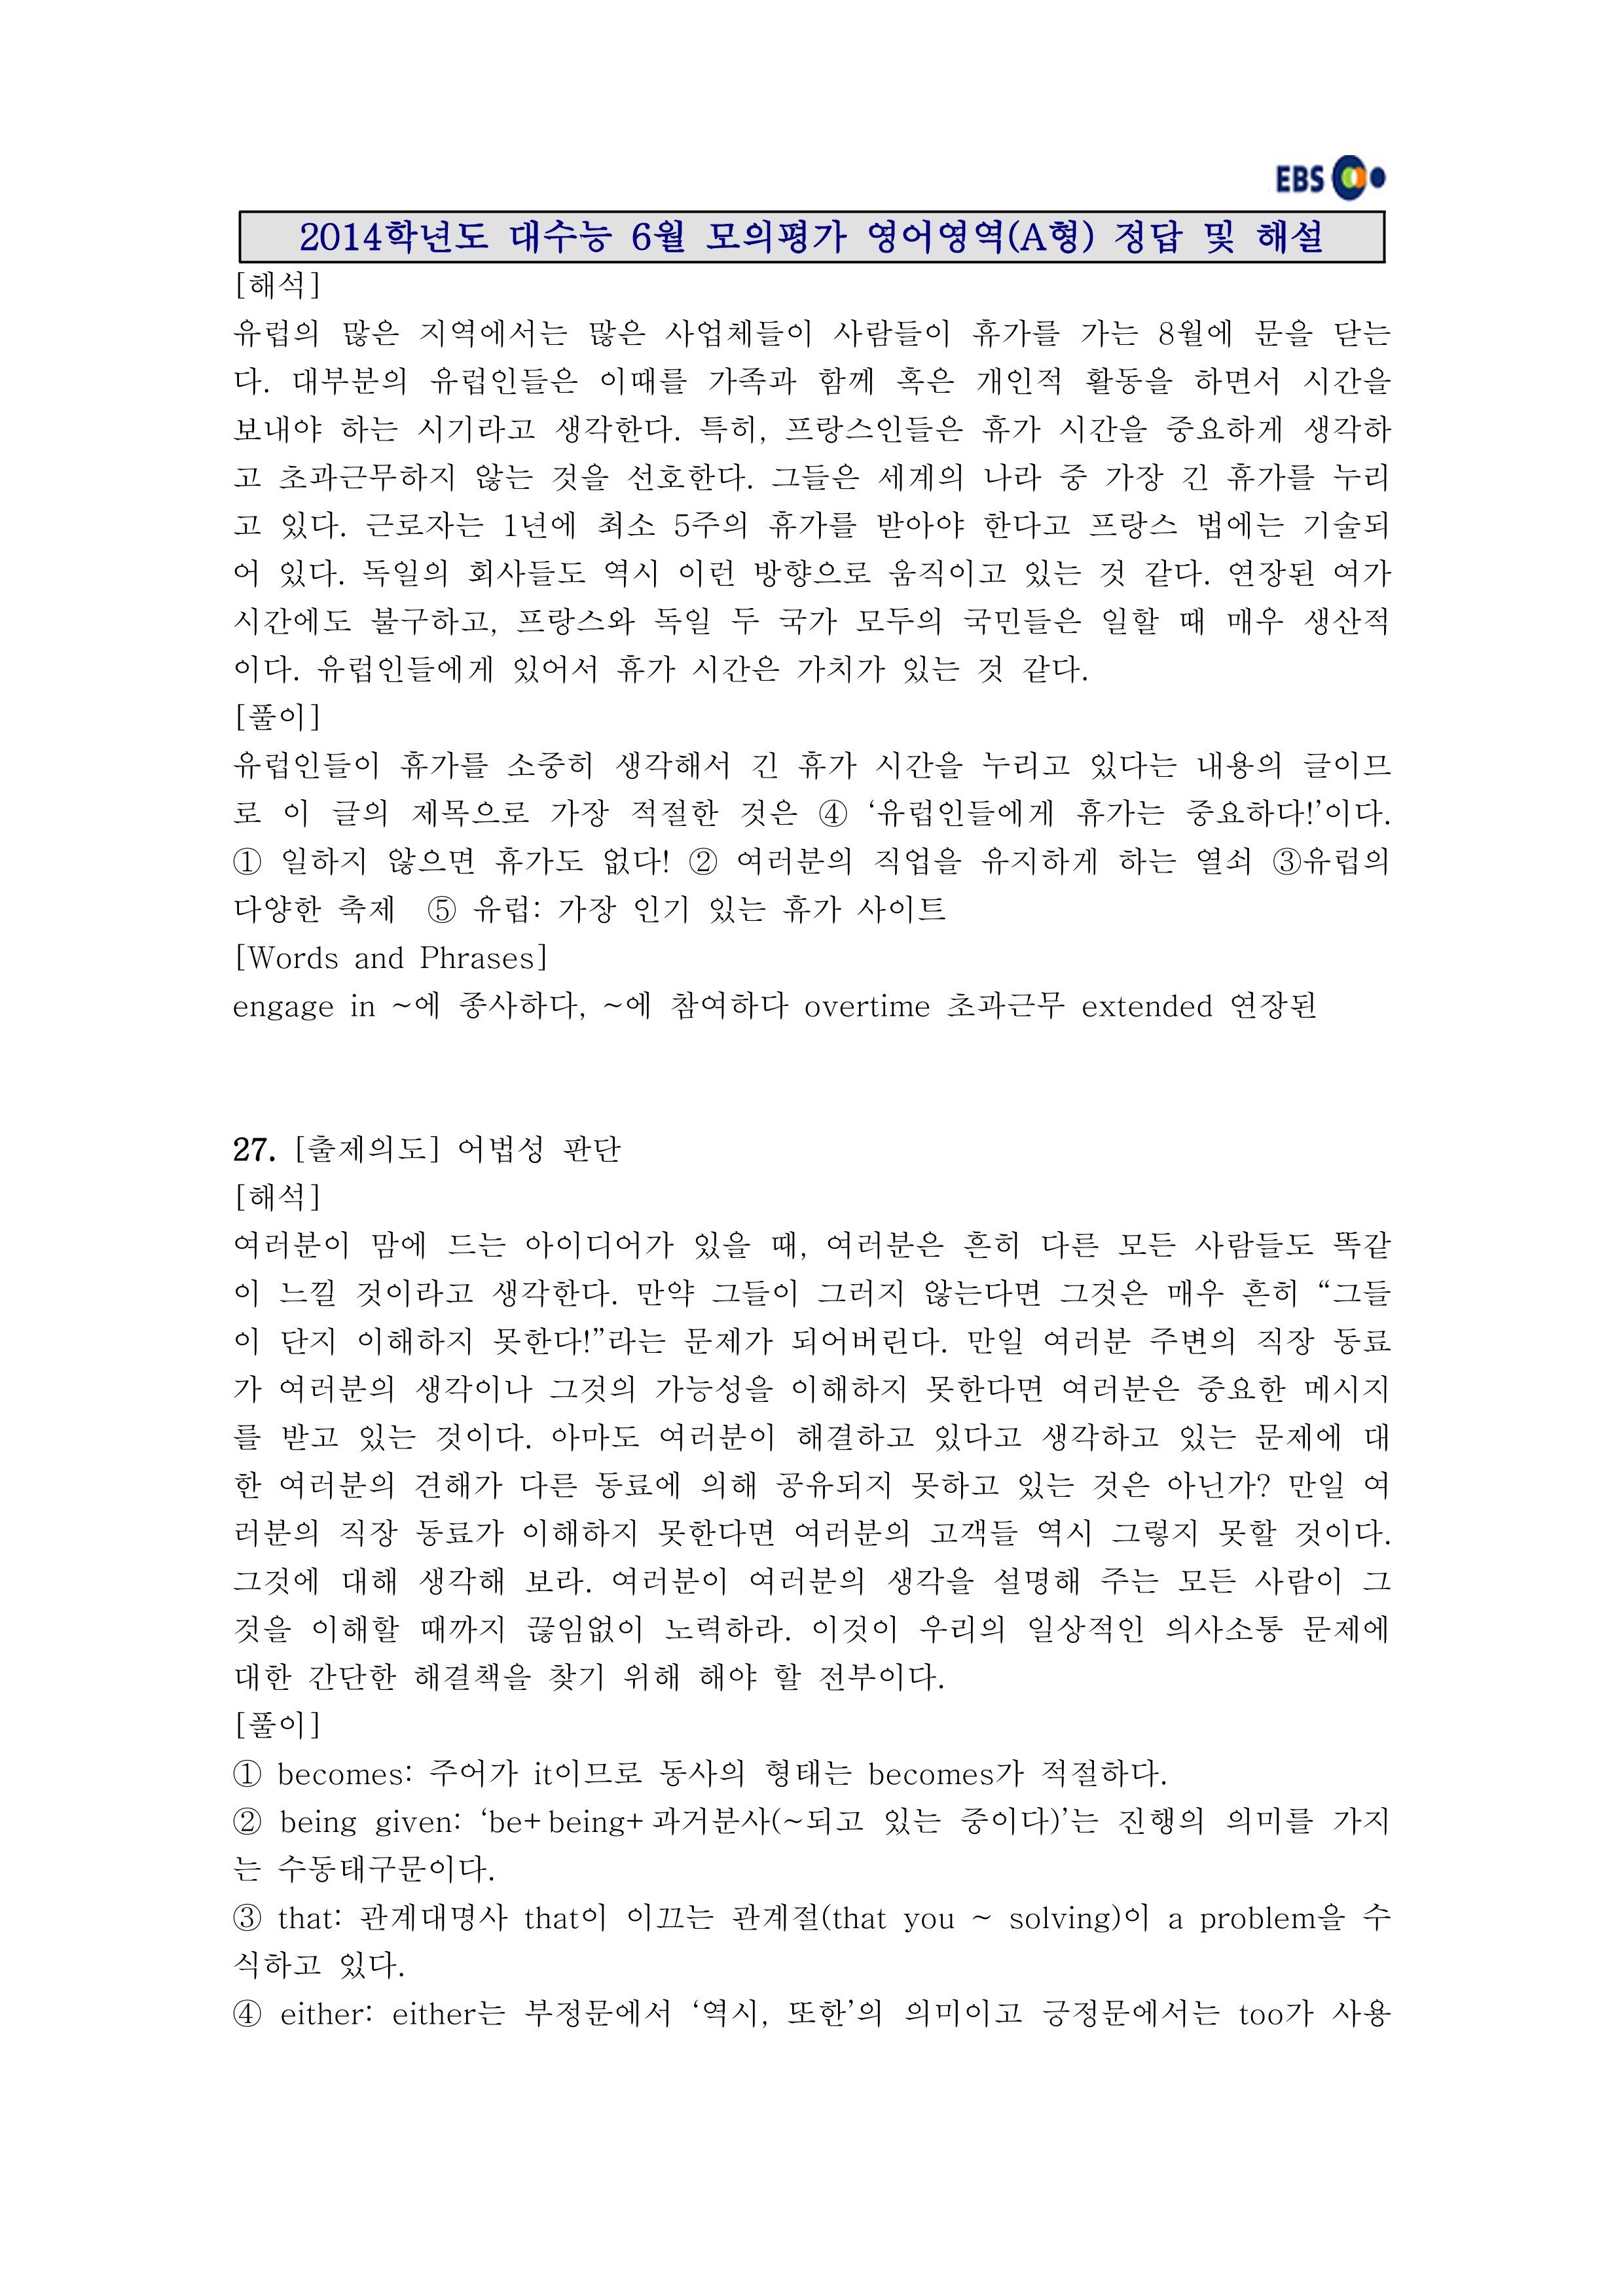 EBS
2014학년도 대수능 6월 모의평가 영어영역(A형) 정답 및 해설
[해석]
유럽의 많은 지역에서는 많은 사업체들이 사람들이 휴가를 가는 8월에 문을 닫는
다. 대부분의 유럽인들은 이때를 가족과 함께 혹은 개인적 활동을 하면서 시간을
보내야 하는 시기라고 생각한다. 특히, 프랑스인들은 휴가 시간을 중요하게 생각하
고 초과근무하지 않는 것을 선호한다. 그들은 세계의 나라 중 가장 긴 휴가를 누리
고 있다. 근로자는 1년에 최소 5주의 휴가를 받아야 한다고 프랑스 법에는 기술되
어 있다. 독일의 회사들도 역시 이런 방향으로 움직이고 있는 것 같다. 연장된 여가
시간에도 불구하고, 프랑스와 독일 두 국가 모두의 국민들은 일할 때 매우 생산적
이다. 유럽인들에게 있어서 휴가 시간은 가치가 있는 것 같다.
[풀이]
유럽인들이 휴가를 소중히 생각해서 긴 휴가 시간을 누리고 있다는 내용의 글이므
로 이 글의 제목으로 가장 적절한 것은 ④ ‘유럽인들에게 휴가는 중요하다!’이다.
① 일하지 않으면 휴가도 없다! ② 여러분의 직업을 유지하게 하는 열쇠 ③유럽의
다양한 축제 ⑤ 유럽: 가장 인기 있는 휴가 사이트
[Words and Phrases]
engage in ~에 종사하다, ~에 참여하다 overtime 초과근무 extended 연장된
27. [출제의도] 어법성 판단
[해석]
여러분이 맘에 드는 아이디어가 있을 때, 여러분은 흔히 다른 모든 사람들도 똑같
이 느낄 것이라고 생각한다. 만약 그들이 그러지 않는다면 그것은 매우 흔히 “그들
이 단지 이해하지 못한다!”라는 문제가 되어버린다. 만일 여러분 주변의 직장 동료
가 여러분의 생각이나 그것의 가능성을 이해하지 못한다면 여러분은 중요한 메시지
를 받고 있는 것이다. 아마도 여러분이 해결하고 있다고 생각하고 있는 문제에 대
한 여러분의 견해가 다른 동료에 의해 공유되지 못하고 있는 것은 아닌가? 만일 여
러분의 직장 동료가 이해하지 못한다면 여러분의 고객들 역시 그렇지 못할 것이다.
그것에 대해 생각해 보라. 여러분이 여러분의 생각을 설명해 주는 모든 사람이 그
것을 이해할 때까지 끊임없이 노력하라. 이것이 우리의 일상적인 의사소통 문제에
대한 간단한 해결책을 찾기 위해 해야 할 전부이다.
[풀이]
① becomes: 주어가 it이므로 동사의 형태는 becomes가 적절하다.
② being given: ‘be+being+과거분사(~되고 있는 중이다)’는 진행의 의미를 가지
는 수동태구문이다.
③ that: 관계대명사 that이 이끄는 관계절(that you ~ solving)이 a problem을 수
식하고 있다.
④ either: either는 부정문에서 ‘역시, 또한’의 의미이고 긍정문에서는 too가 사용